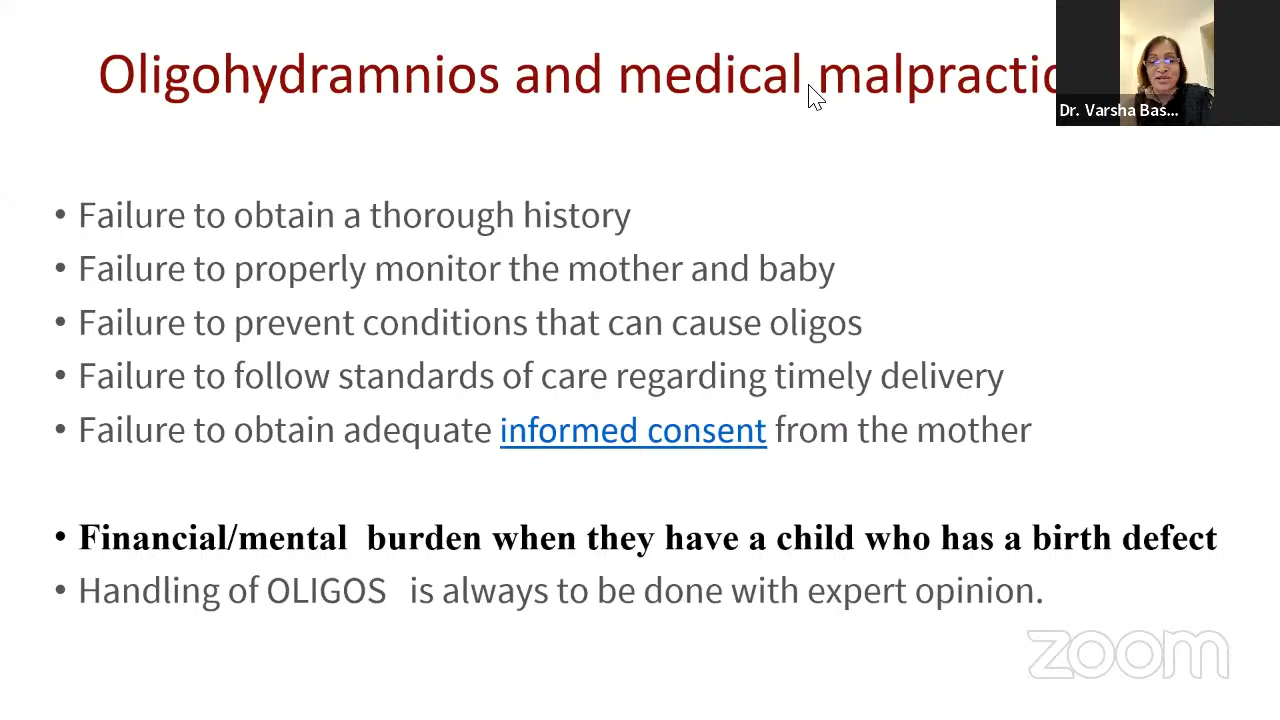 Oligohydramnios and medical malpractic
Dr. Varsha Bas...
• Failure to obtain a thorough history
• Failure to properly monitor the mother and baby
• Failure to prevent conditions that can cause oligos
• Failure to follow standards of care regarding timely delivery
• Failure to obtain adequate informed consent from the mother
• Financial/mental burden when they have a child who has a birth defect
• Handling of OLIGOS is always to be done with expert opinion.
zoom